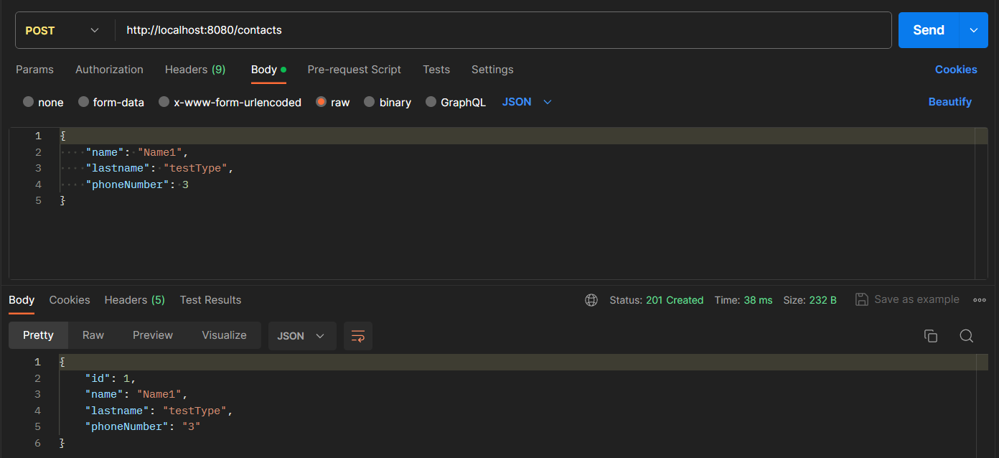 POST http://localhost:8080/contacts Send
Params Authorization Headers (9) Body Pre-request Script Tests Settings Cookies
none form-data x-www-form-urlencoded raw binary GraphQL JSON Beautify
1 {
2 ····"name":·"Name1",
3 ····"lastname":·"testType",
4 ····"phoneNumber":·3
5 }
Body Cookies Headers (5) Test Results Status: 201 Created Time: 38 ms Size: 232 B Save as example
Pretty Raw Preview Visualize JSON
1 {
2     "id": 1,
3     "name": "Name1",
4     "lastname": "testType",
5     "phoneNumber": "3"
6 }